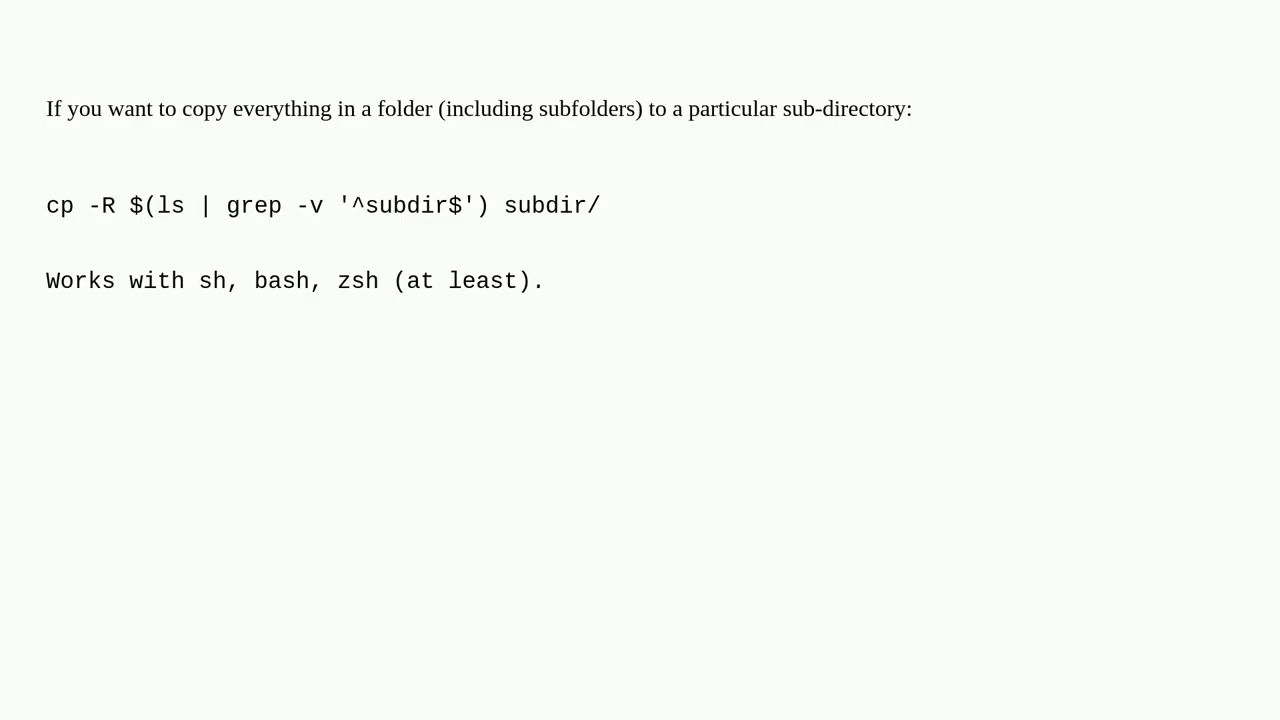 If you want to copy everything in a folder (including subfolders) to a particular sub-directory:
cp -R $(ls | grep -v '^subdir$') subdir/
Works with sh, bash, zsh (at least).